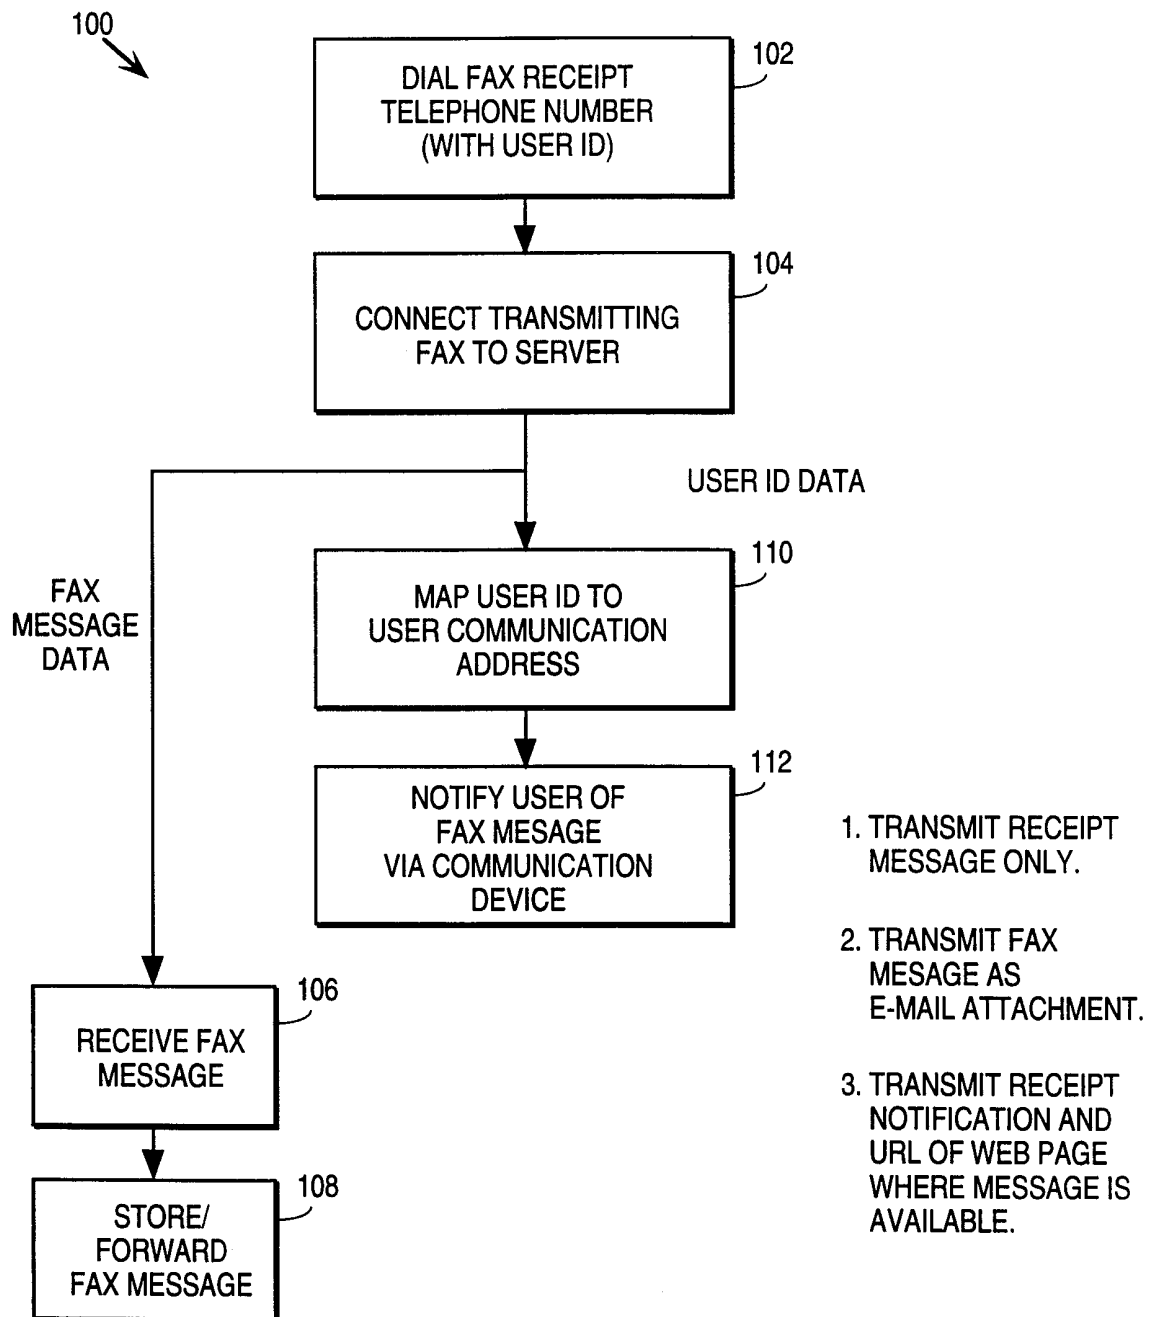 100
102
DIAL FAX RECEIPT
TELEPHONE NUMBER
(WITH USER ID)
104
CONNECT TRANSMITTING
FAX TO SERVER
USER ID DATA
FAX
MESSAGE
DATA
110
MAP USER ID TO
USER COMMUNICATION
ADDRESS
112
NOTIFY USER OF
FAX MESAGE
VIA COMMUNICATION
DEVICE
1. TRANSMIT RECEIPT
MESSAGE ONLY.
2. TRANSMIT FAX
MESAGE AS
E-MAIL ATTACHMENT.
3. TRANSMIT RECEIPT
NOTIFICATION AND
URL OF WEB PAGE
WHERE MESSAGE IS
AVAILABLE.
106
RECEIVE FAX
MESSAGE
108
STORE/
FORWARD
FAX MESSAGE